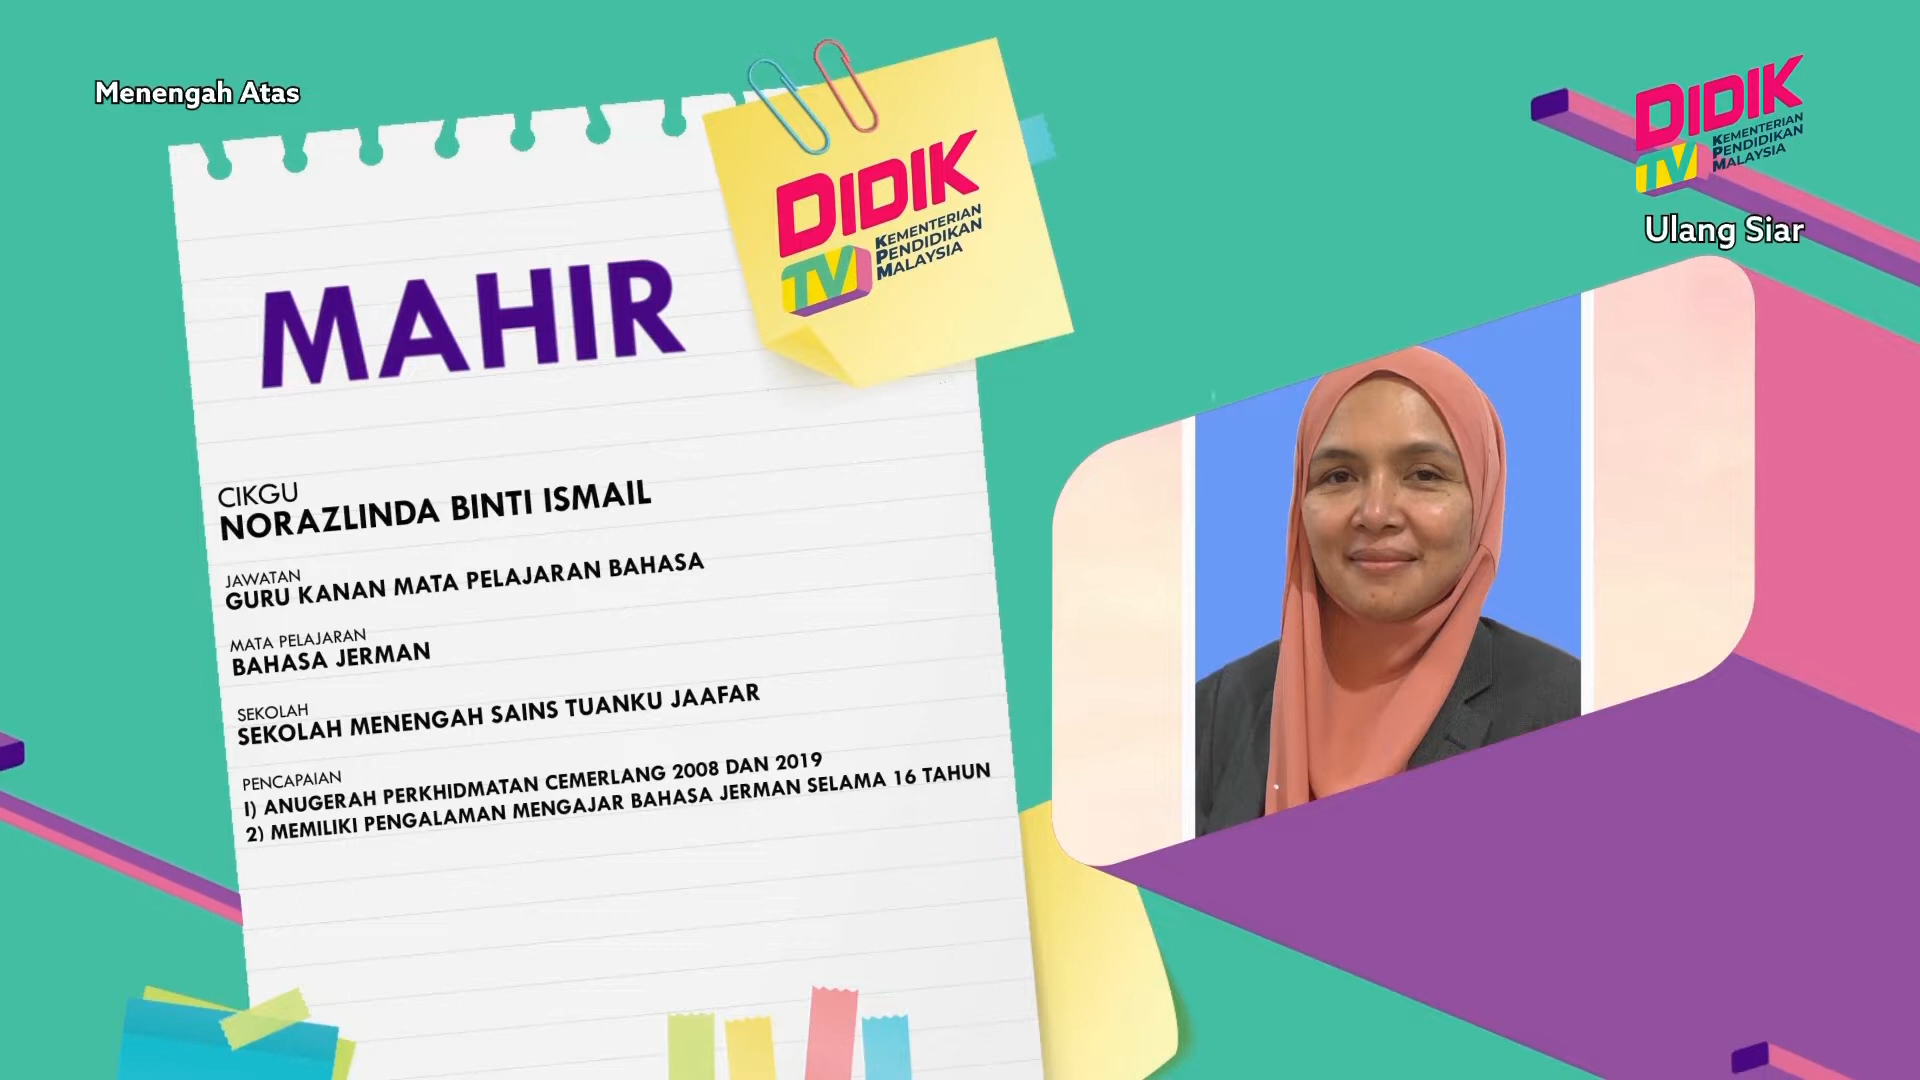 Menengah Atas
DIDIK
TV
KEMENTERIAN
PENDIDIKAN
MALAYSIA
Ulang Siar
DIDIK
TV
KEMENTERIAN
PENDIDIKAN
MALAYSIA
MAHIR
CIKGU
NORAZLINDA BINTI ISMAIL
JAWATAN
GURU KANAN MATA PELAJARAN BAHASA
MATA PELAJARAN
BAHASA JERMAN
SEKOLAH
SEKOLAH MENENGAH SAINS TUANKU JAAFAR
PENCAPAIAN
I) ANUGERAH PERKHIDMATAN CEMERLANG 2008 DAN 2019
2) MEMILIKI PENGALAMAN MENGAJAR BAHASA JERMAN SELAMA 16 TAHUN